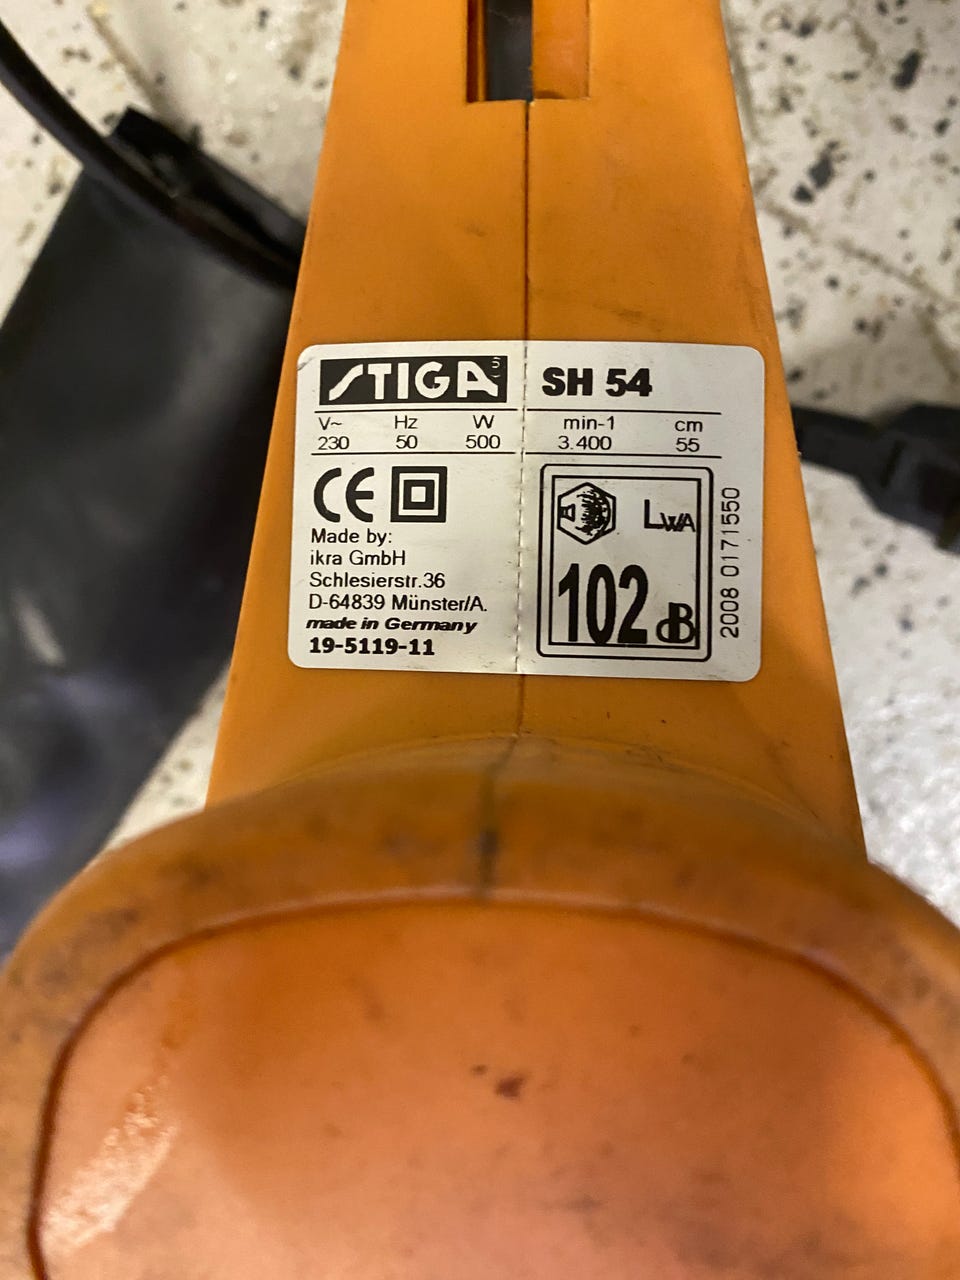 STIGA SH 54
V~ Hz W min-1 cm
230 50 500 3.400 55
CE
Made by:
ikra GmbH
Schlesierstr.36
D-64839 Münster/A.
made in Germany
19-5119-11
LWA
102 dB
2008 0171550